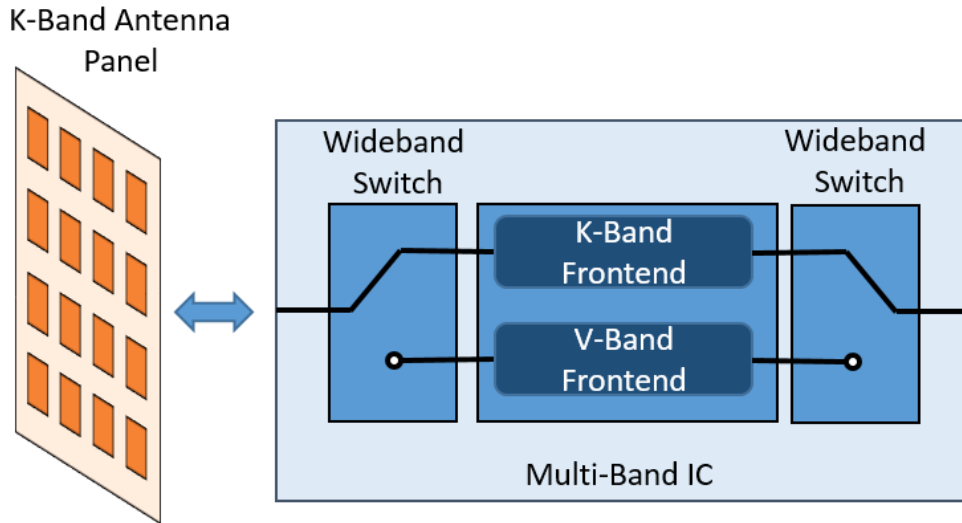 K-Band Antenna
Panel
Wideband
Switch
Wideband
Switch
K-Band
Frontend
V-Band
Frontend
Multi-Band IC